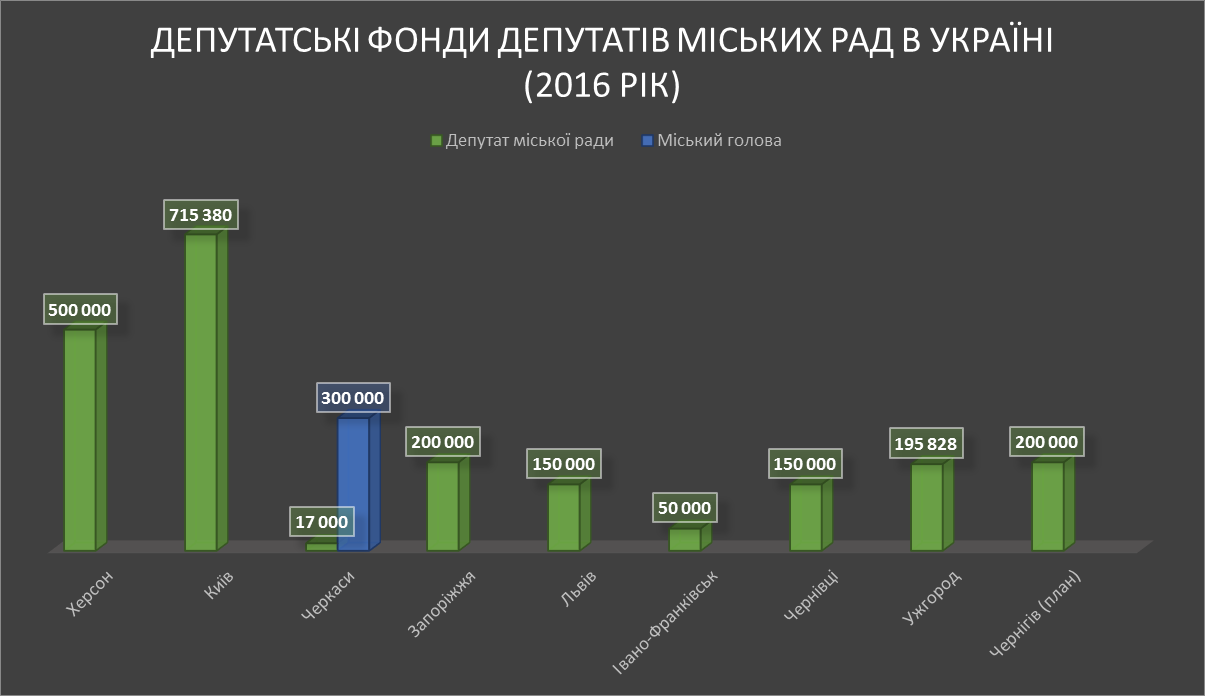 ДЕПУТАТСЬКІ ФОНДИ ДЕПУТАТІВ МІСЬКИХ РАД В УКРАЇНІ
(2016 РІК)
Депутат міської ради Міський голова
715 380
500 000
300 000
200 000
150 000
150 000
195 828
200 000
50 000
17 000
Херсон
Київ
Черкаси
Запоріжжя
Львів
Івано-Франківськ
Чернівці
Ужгород
Чернігів (план)